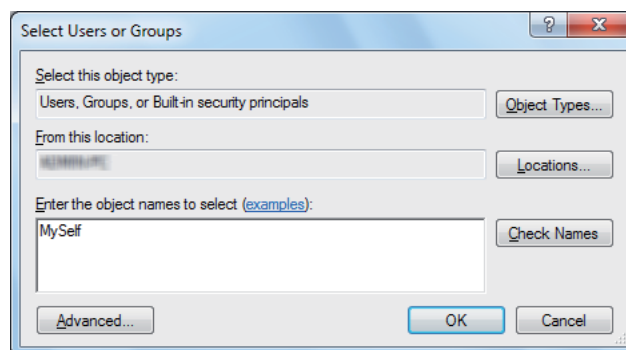 Select Users or Groups
Select this object type:
Users, Groups, or Built-in security principals
Object Types...
From this location:
Locations...
Enter the object names to select (examples):
MySelf
Check Names
Advanced...
OK
Cancel